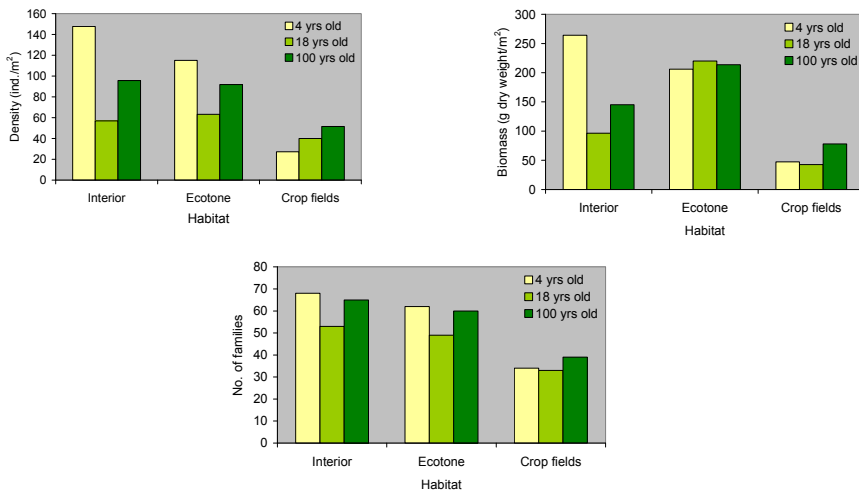 Density (ind./m²)
160
140
120
100
80
60
40
20
0
4 yrs old
18 yrs old
100 yrs old
Interior Ecotone Crop fields
Habitat
Biomass (g dry weight/m²)
300
250
200
150
100
50
0
4 yrs old
18 yrs old
100 yrs old
Interior Ecotone Crop fields
Habitat
No. of families
80
70
60
50
40
30
20
10
0
4 yrs old
18 yrs old
100 yrs old
Interior Ecotone Crop fields
Habitat